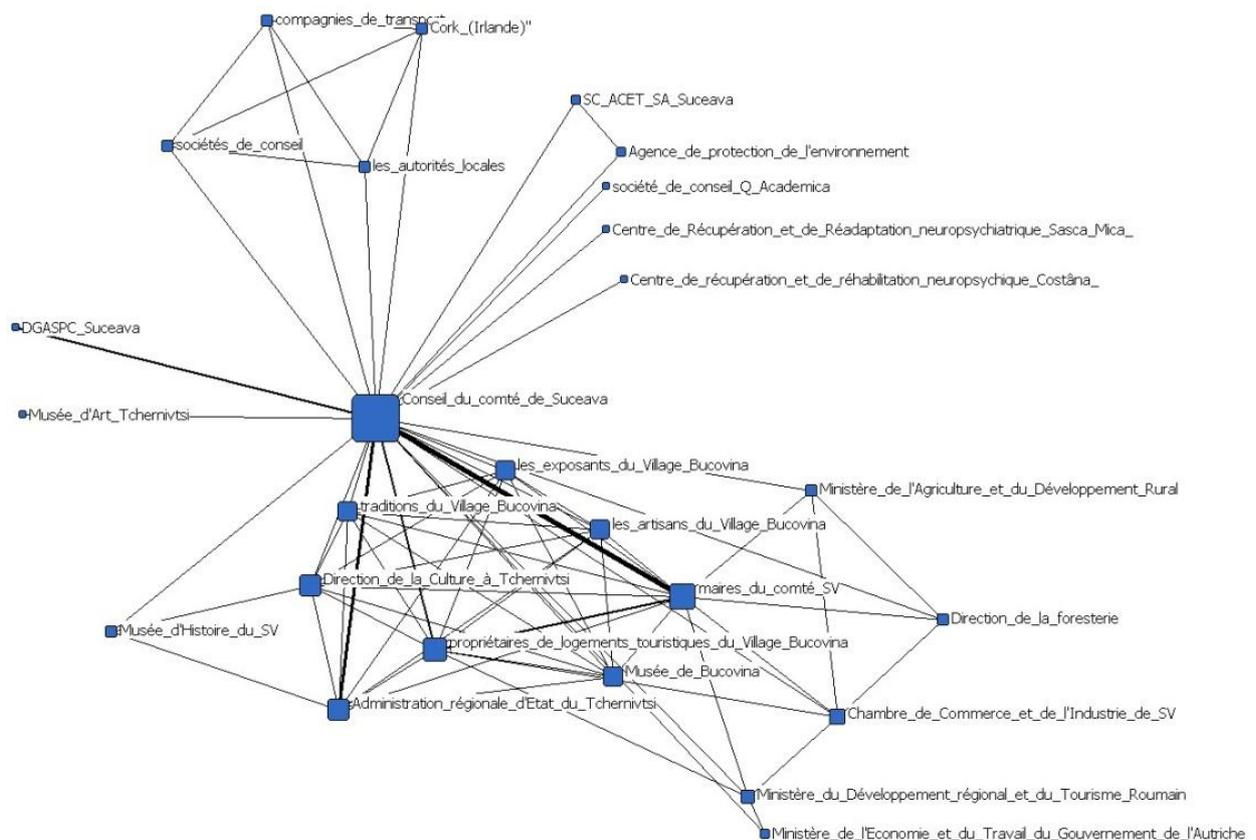 compagnies_de_transport
Cork_(Irlande)"
SC_ACET_SA_Suceava
sociétés_de_conseil
Agence_de_protection_de_l'environnement
les_autorités_locales
société_de_conseil_Q_Academica
Centre_de_Récupération_et_de_Réadaptation_neuropsychiatrique_Sasca_Mica_
Centre_de_récupération_et_de_réhabilitation_neuropsychique_Costâna_
DGASPC_Suceava
Conseil_du_comté_de_Suceava
Musée_d'Art_Tchernivtsi
les_exposants_du_Village_Bucovina
Ministère_de_l'Agriculture_et_du_Développement_Rural
traditions_du_Village_Bucovina
les_artisans_du_Village_Bucovina
Direction_de_la_Culture_à_Tchernivtsi
maires_du_comté_SV
Direction_de_la_foresterie
Musée_d'Histoire_du_SV
propriétaires_de_logements_touristiques_du_Village_Bucovina
Musée_de_Bucovina
Administration_régionale_d'Etat_du_Tchernivtsi
Chambre_de_Commerce_et_de_l'Industrie_de_SV
Ministère_du_Développement_régional_et_du_Tourisme_Roumain
Ministère_de_l'Economie_et_du_Travail_du_Gouvernement_de_l'Autriche